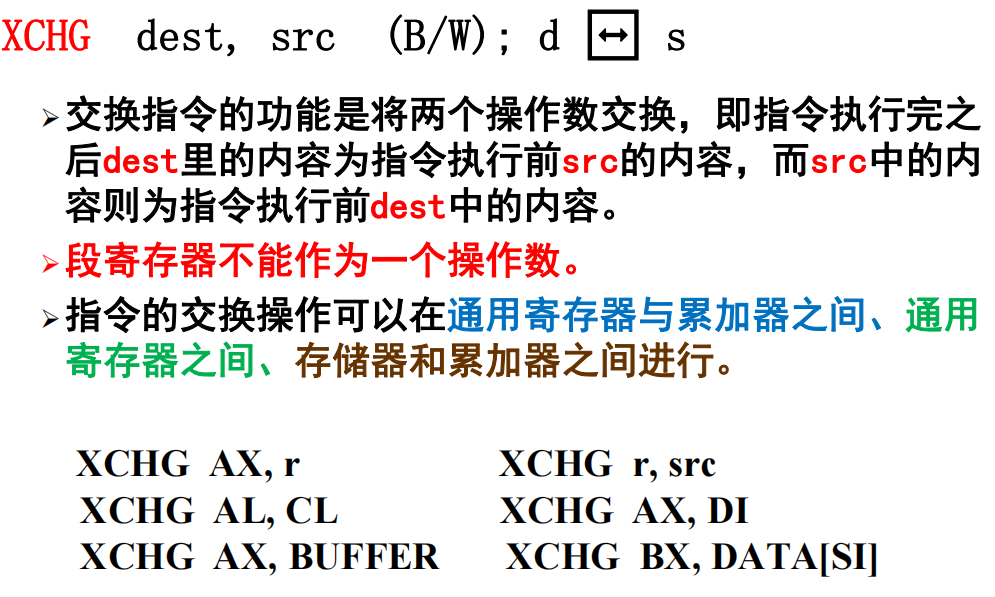 XCHG dest, src (B/W); d ↔ s
➢交换指令的功能是将两个操作数交换，即指令执行完之
后dest里的内容为指令执行前src的内容，而src中的内
容则为指令执行前dest中的内容。
➢段寄存器不能作为一个操作数。
➢指令的交换操作可以在通用寄存器与累加器之间、通用
寄存器之间、存储器和累加器之间进行。
XCHG AX, r XCHG r, src
XCHG AL, CL XCHG AX, DI
XCHG AX, BUFFER XCHG BX, DATA[SI]